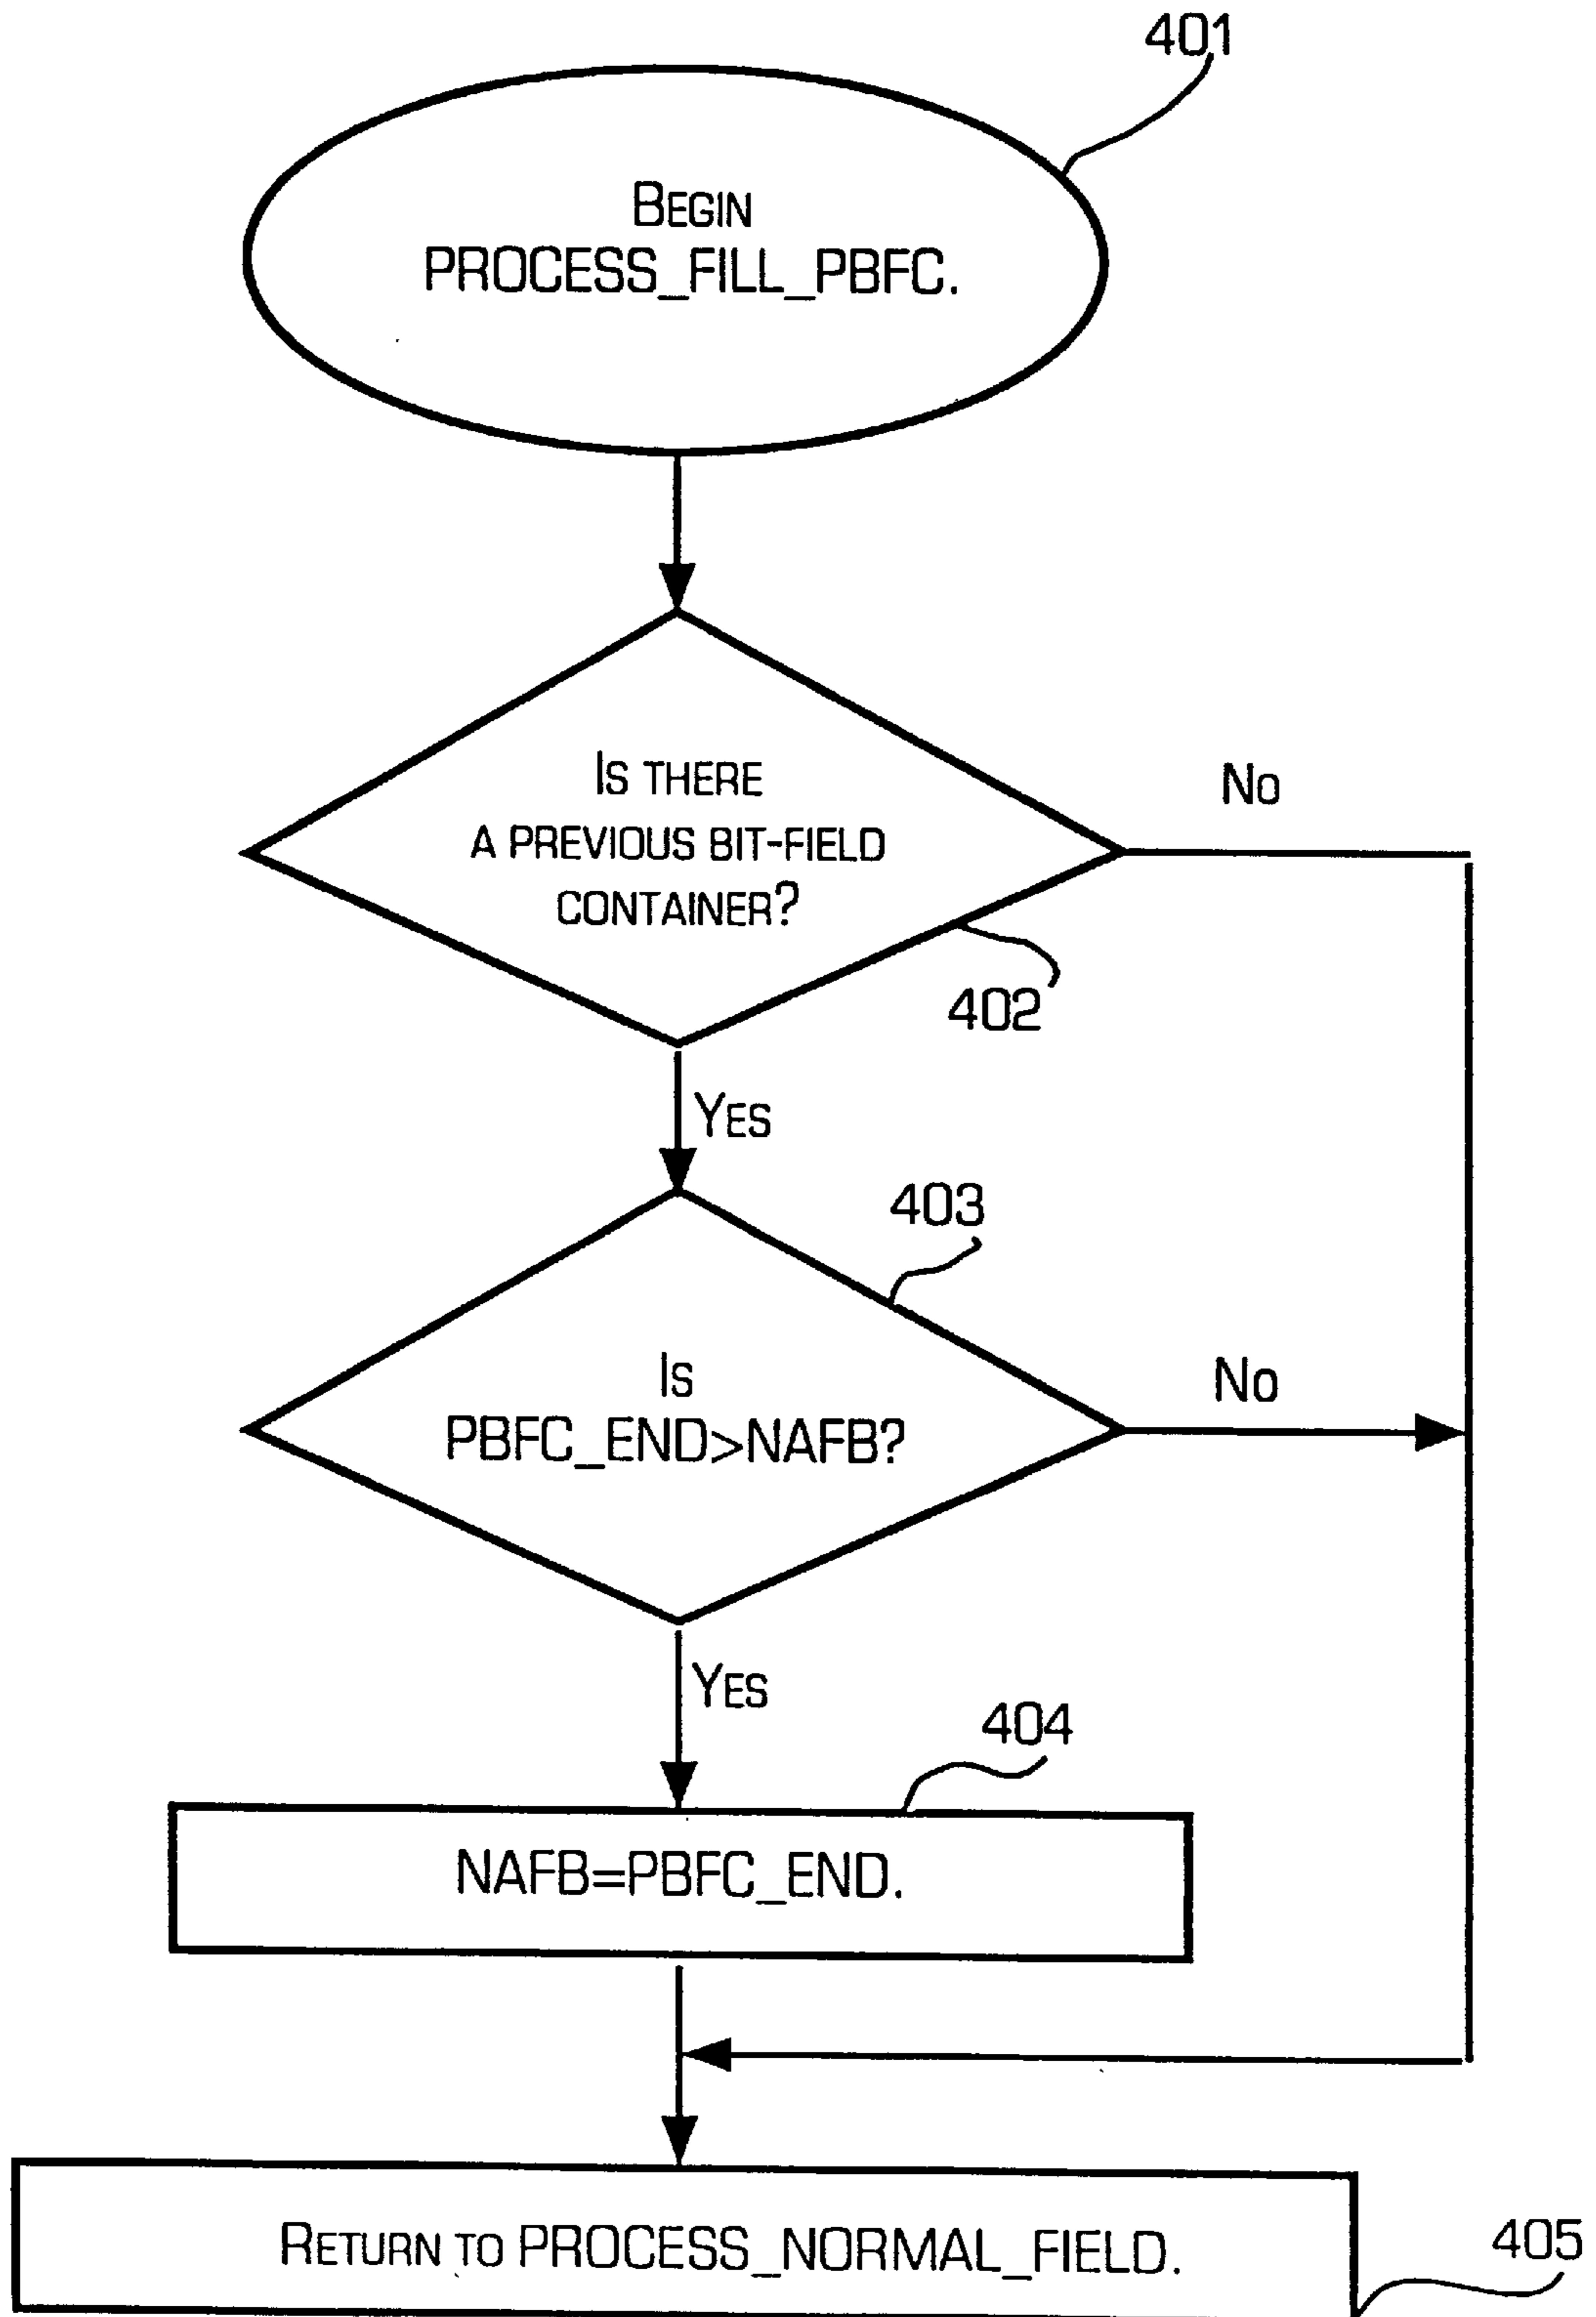 401
BEGIN
PROCESS_FILL_PBFC.
IS THERE
A PREVIOUS BIT-FIELD
CONTAINER?
NO
402
YES
403
IS
PBFC_END>NAFB?
NO
YES
404
NAFB=PBFC_END.
RETURN TO PROCESS_NORMAL_FIELD.
405